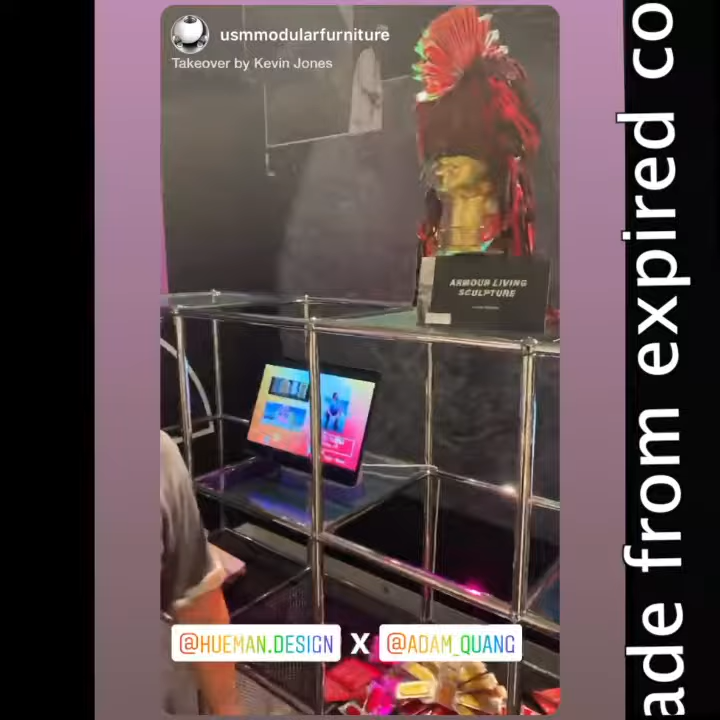 usmmodularfurniture
Takeover by Kevin Jones
ARMOUR LIVING
SCULPTURE
@HUEMAN.DESIGN X @ADAM_QUANG
ade from expired co